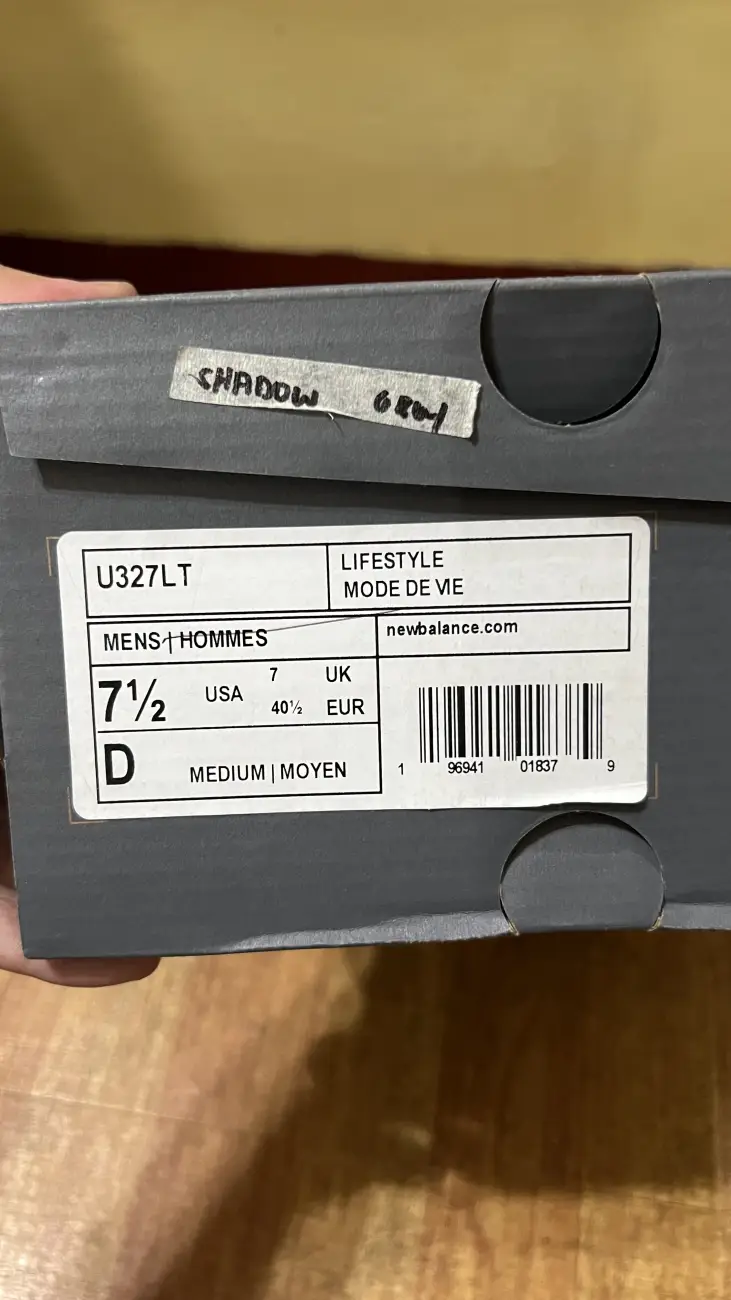 SHADOW GREY
U327LT
LIFESTYLE
MODE DE VIE
MENS | HOMMES
newbalance.com
7½ USA
7 UK
40½ EUR
D MEDIUM | MOYEN
1 96941 01837 9